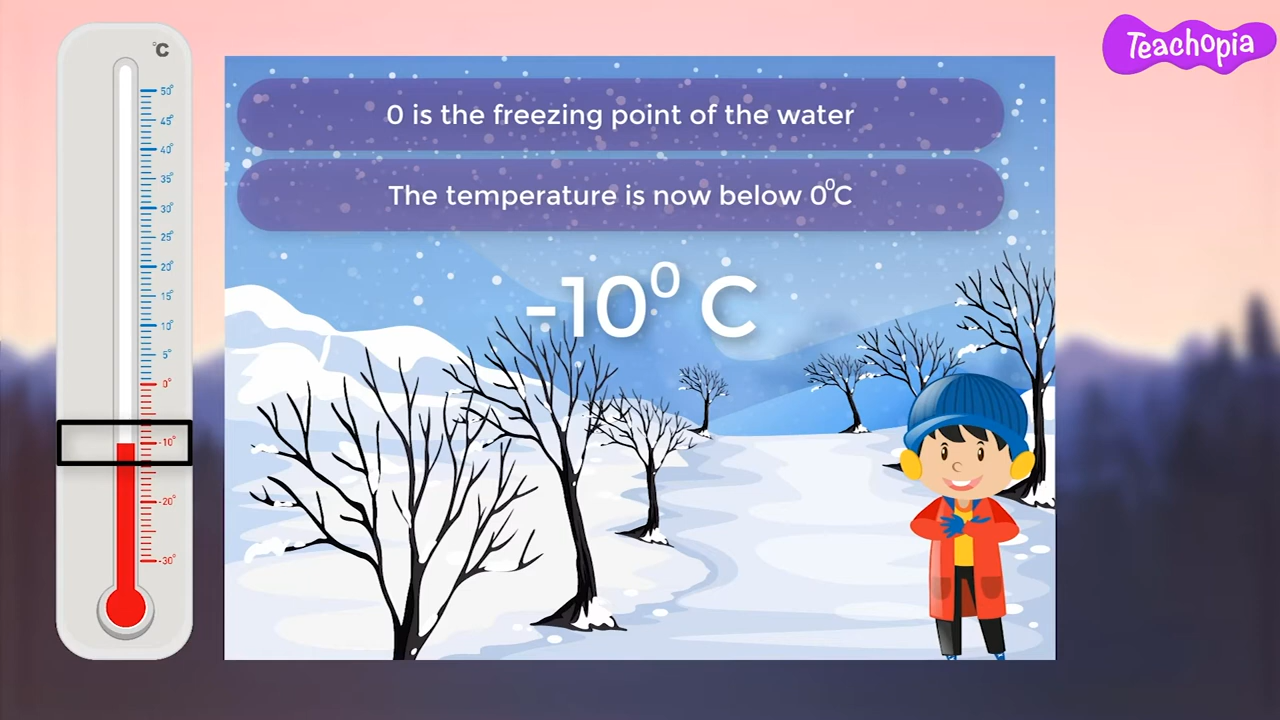 Teachopia
°C
50°
45°
40°
35°
30°
25°
20°
15°
10°
5°
0°
-10°
-20°
-30°
0 is the freezing point of the water
The temperature is now below 0⁰C
-10⁰ C